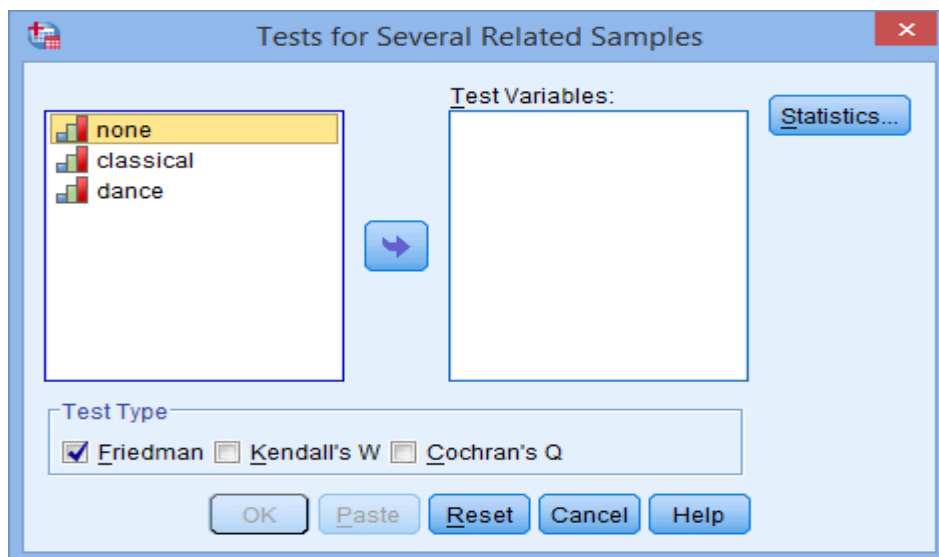 Tests for Several Related Samples
Test Variables:
Statistics...
none
classical
dance
Test Type
Friedman Kendall's W Cochran's Q
OK Paste Reset Cancel Help